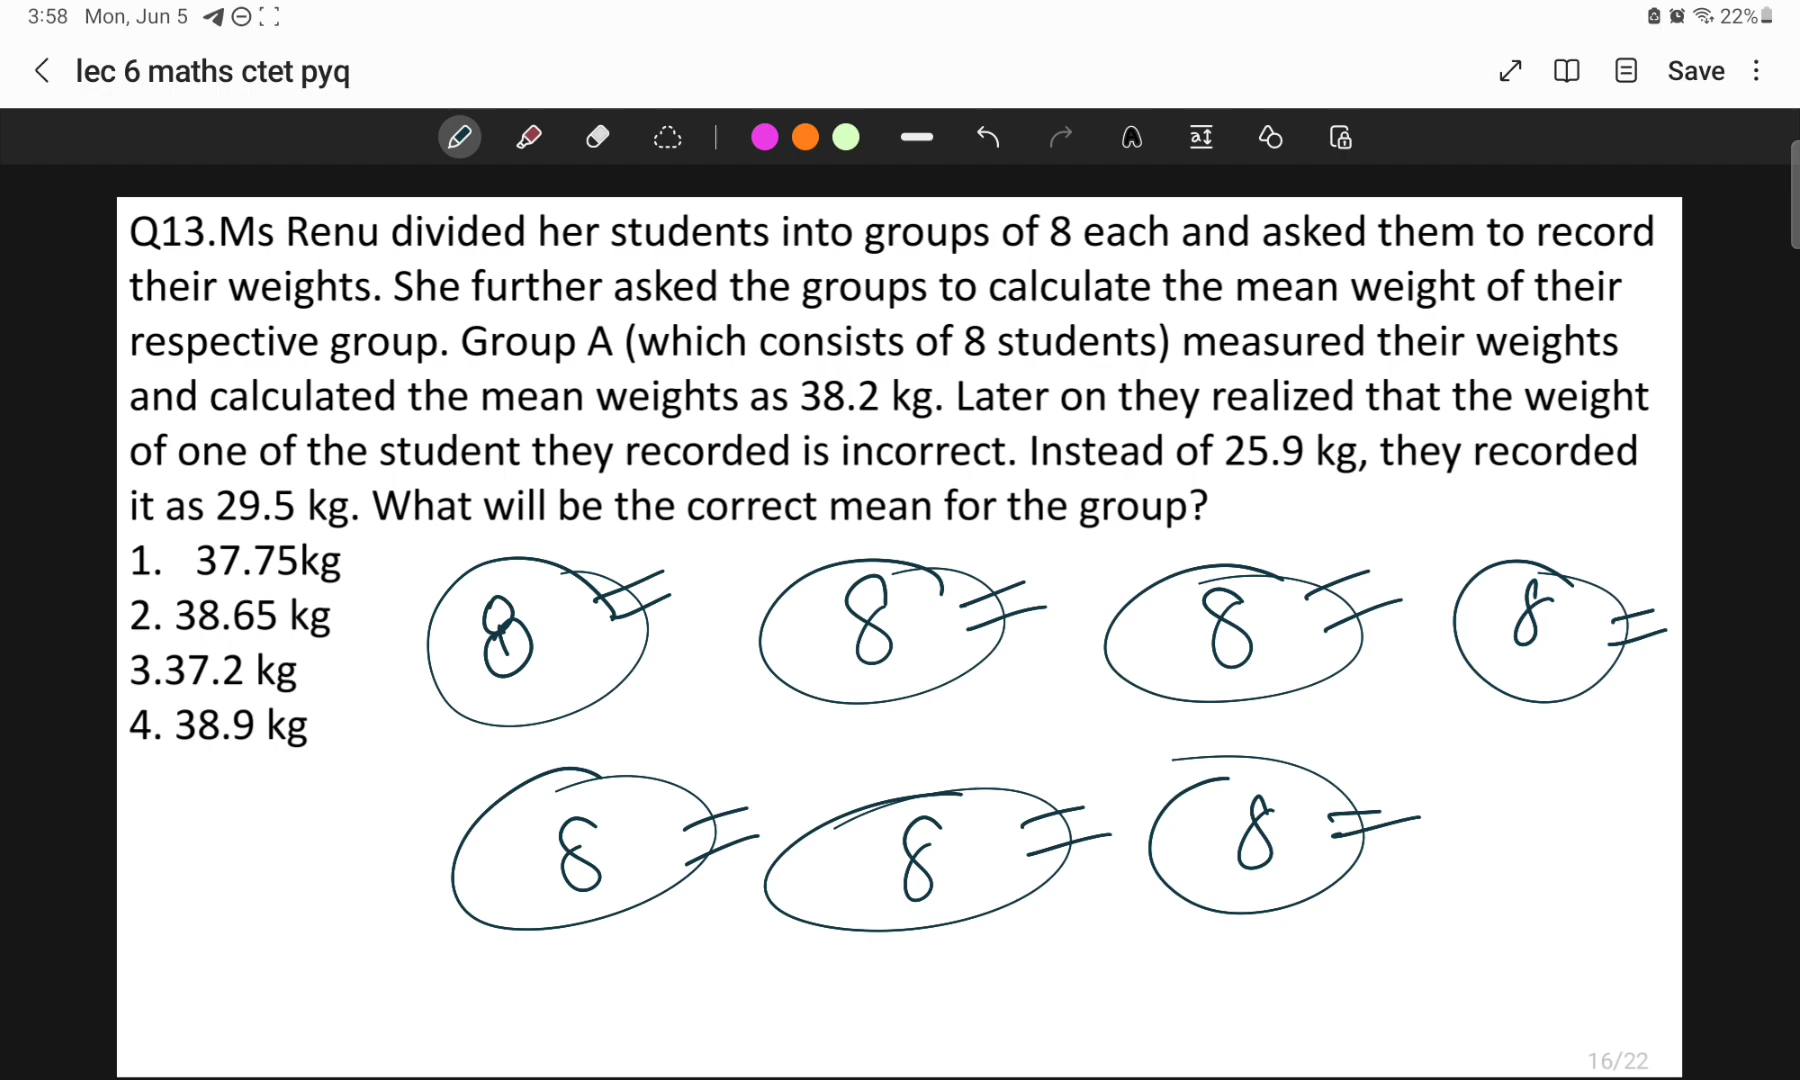 3:58 Mon, Jun 5 22%
lec 6 maths ctet pyq Save
Q13.Ms Renu divided her students into groups of 8 each and asked them to record
their weights. She further asked the groups to calculate the mean weight of their
respective group. Group A (which consists of 8 students) measured their weights
and calculated the mean weights as 38.2 kg. Later on they realized that the weight
of one of the student they recorded is incorrect. Instead of 25.9 kg, they recorded
it as 29.5 kg. What will be the correct mean for the group?
1. 37.75kg
2. 38.65 kg
3.37.2 kg
4. 38.9 kg
8 = 8 = 8 = 8 =
8 = 8 = 8 =
16/22